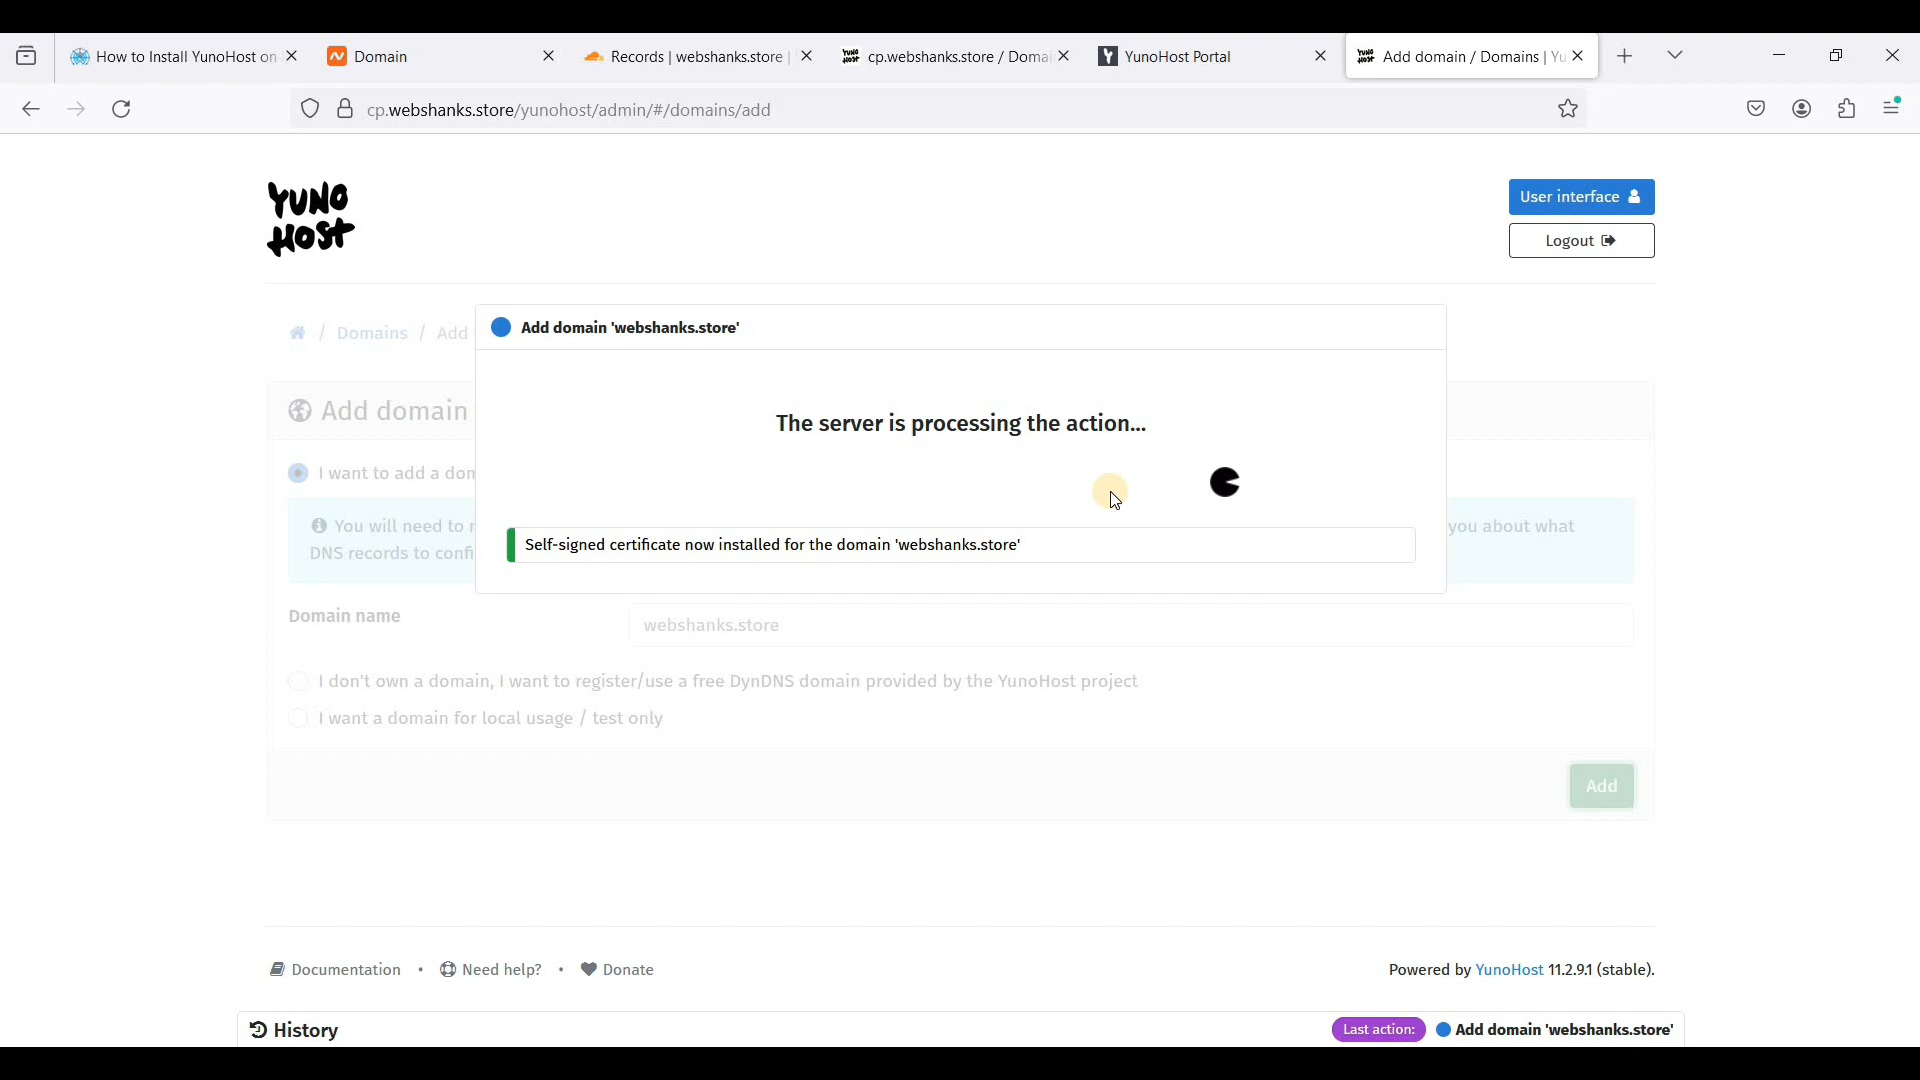 How to Install YunoHost on
Domain
Records | webshanks.store |
cp.webshanks.store / Domai
YunoHost Portal
Add domain / Domains | Yu
cp.webshanks.store/yunohost/admin/#/domains/add
YUNO
HOST
User interface
Logout
/ Domains / Add
Add domain 'webshanks.store'
Add domain
The server is processing the action...
I want to add a dom
You will need to r
you about what
DNS records to confi
Self-signed certificate now installed for the domain 'webshanks.store'
Domain name
webshanks.store
I don't own a domain, I want to register/use a free DynDNS domain provided by the YunoHost project
I want a domain for local usage / test only
Add
Documentation • Need help? • Donate
Powered by YunoHost 11.2.9.1 (stable).
History
Last action:
Add domain 'webshanks.store'